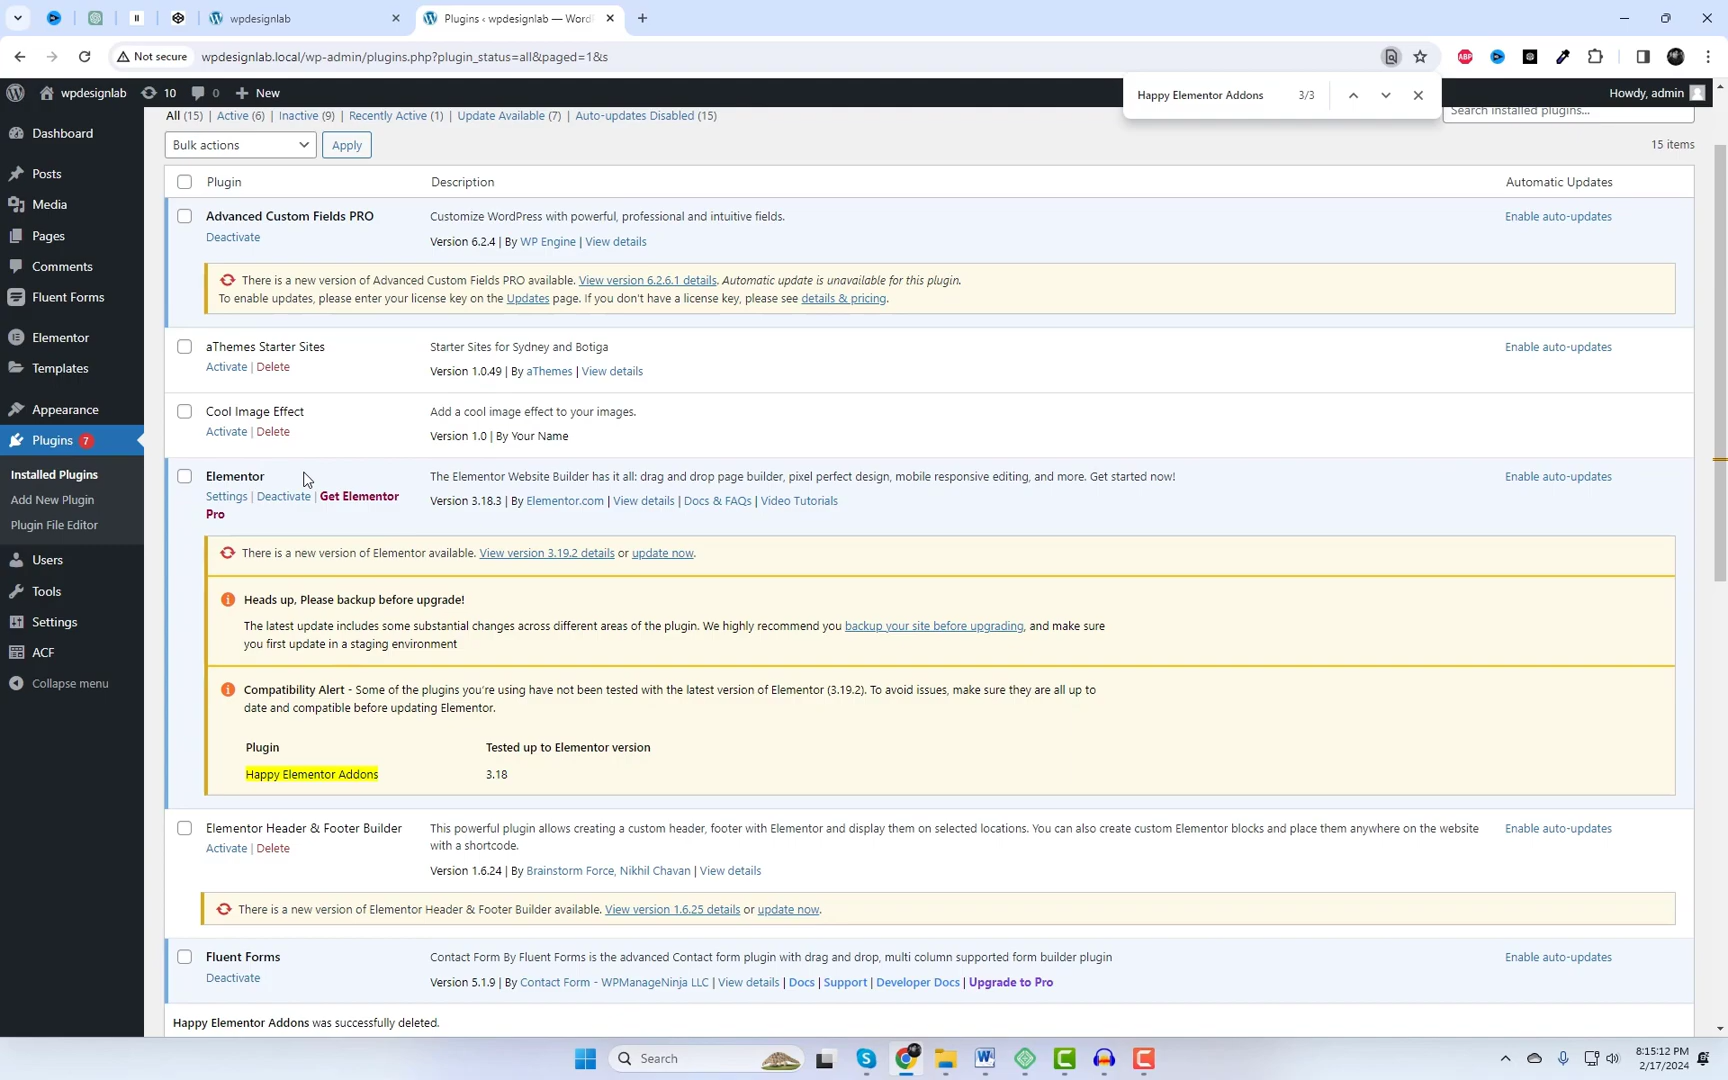 wpdesignlab
Plugins ‹ wpdesignlab — Word
Not secure
wpdesignlab.local/wp-admin/plugins.php?plugin_status=all&paged=1&s
ABP
wpdesignlab
10
0
New
Happy Elementor Addons
3/3
Howdy, admin
Dashboard
Posts
Media
Pages
Comments
Fluent Forms
Elementor
Templates
Appearance
Plugins 7
Installed Plugins
Add New Plugin
Plugin File Editor
Users
Tools
Settings
ACF
Collapse menu
All (15) | Active (6) | Inactive (9) | Recently Active (1) | Update Available (7) | Auto-updates Disabled (15)
Search installed plugins...
Bulk actions
Apply
15 items
Plugin
Description
Automatic Updates
Advanced Custom Fields PRO
Customize WordPress with powerful, professional and intuitive fields.
Enable auto-updates
Deactivate
Version 6.2.4 | By WP Engine | View details
There is a new version of Advanced Custom Fields PRO available. View version 6.2.6.1 details. Automatic update is unavailable for this plugin.
To enable updates, please enter your license key on the Updates page. If you don't have a license key, please see details & pricing.
aThemes Starter Sites
Starter Sites for Sydney and Botiga
Enable auto-updates
Activate | Delete
Version 1.0.49 | By aThemes | View details
Cool Image Effect
Add a cool image effect to your images.
Activate | Delete
Version 1.0 | By Your Name
Elementor
The Elementor Website Builder has it all: drag and drop page builder, pixel perfect design, mobile responsive editing, and more. Get started now!
Enable auto-updates
Settings | Deactivate | Get Elementor
Pro
Version 3.18.3 | By Elementor.com | View details | Docs & FAQs | Video Tutorials
There is a new version of Elementor available. View version 3.19.2 details or update now.
Heads up, Please backup before upgrade!
The latest update includes some substantial changes across different areas of the plugin. We highly recommend you backup your site before upgrading, and make sure
you first update in a staging environment
Compatibility Alert - Some of the plugins you're using have not been tested with the latest version of Elementor (3.19.2). To avoid issues, make sure they are all up to
date and compatible before updating Elementor.
Plugin
Tested up to Elementor version
Happy Elementor Addons
3.18
Elementor Header & Footer Builder
This powerful plugin allows creating a custom header, footer with Elementor and display them on selected locations. You can also create custom Elementor blocks and place them anywhere on the website
with a shortcode.
Enable auto-updates
Activate | Delete
Version 1.6.24 | By Brainstorm Force, Nikhil Chavan | View details
There is a new version of Elementor Header & Footer Builder available. View version 1.6.25 details or update now.
Fluent Forms
Contact Form By Fluent Forms is the advanced Contact form plugin with drag and drop, multi column supported form builder plugin
Enable auto-updates
Deactivate
Version 5.1.9 | By Contact Form - WPManageNinja LLC | View details | Docs | Support | Developer Docs | Upgrade to Pro
Happy Elementor Addons was successfully deleted.
Search
8:15:12 PM
2/17/2024